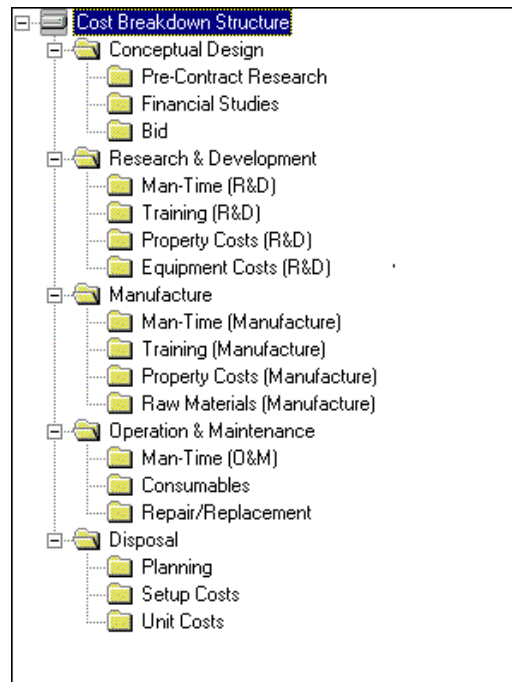 Cost Breakdown Structure
Conceptual Design
Pre-Contract Research
Financial Studies
Bid
Research & Development
Man-Time (R&D)
Training (R&D)
Property Costs (R&D)
Equipment Costs (R&D)
Manufacture
Man-Time (Manufacture)
Training (Manufacture)
Property Costs (Manufacture)
Raw Materials (Manufacture)
Operation & Maintenance
Man-Time (O&M)
Consumables
Repair/Replacement
Disposal
Planning
Setup Costs
Unit Costs